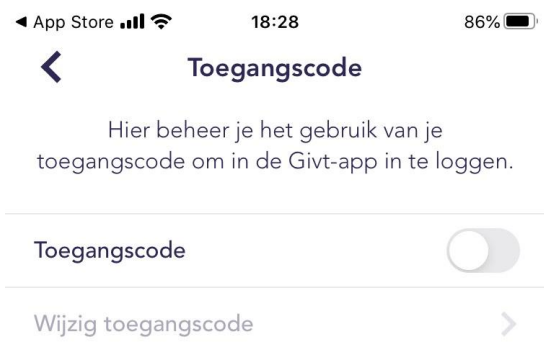 App Store 18:28 86%
Toegangscode
Hier beheer je het gebruik van je
toegangscode om in de Givt-app in te loggen.
Toegangscode
Wijzig toegangscode